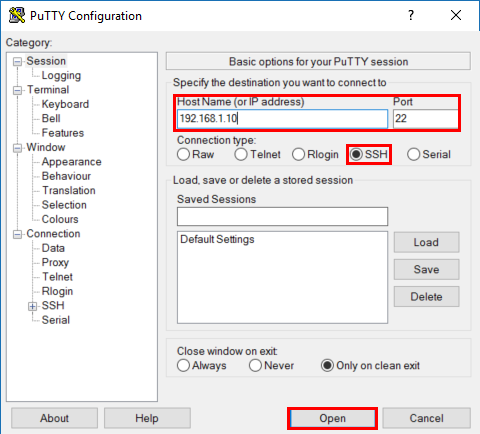 PuTTY Configuration
?
Category:
Session
Logging
Terminal
Keyboard
Bell
Features
Window
Appearance
Behaviour
Translation
Selection
Colours
Connection
Data
Proxy
Telnet
Rlogin
SSH
Serial
Basic options for your PuTTY session
Specify the destination you want to connect to
Host Name (or IP address) Port
192.168.1.10 22
Connection type:
Raw Telnet Rlogin SSH Serial
Load, save or delete a stored session
Saved Sessions
Default Settings
Load
Save
Delete
Close window on exit:
Always Never Only on clean exit
About Help Open Cancel